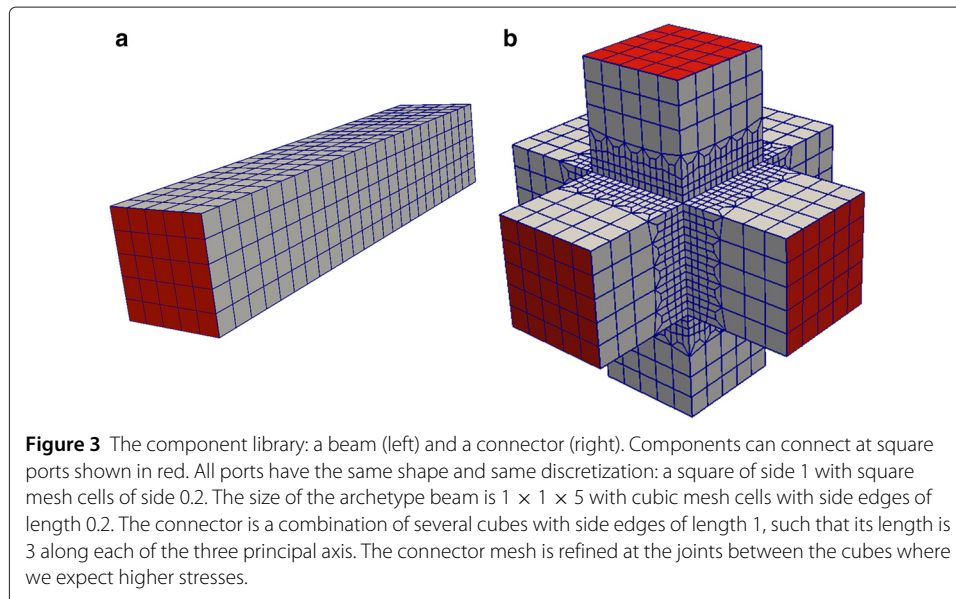 a
b
Figure 3 The component library: a beam (left) and a connector (right). Components can connect at square
ports shown in red. All ports have the same shape and same discretization: a square of side 1 with square
mesh cells of side 0.2. The size of the archetype beam is 1 × 1 × 5 with cubic mesh cells with side edges of
length 0.2. The connector is a combination of several cubes with side edges of length 1, such that its length is
3 along each of the three principal axis. The connector mesh is refined at the joints between the cubes where
we expect higher stresses.